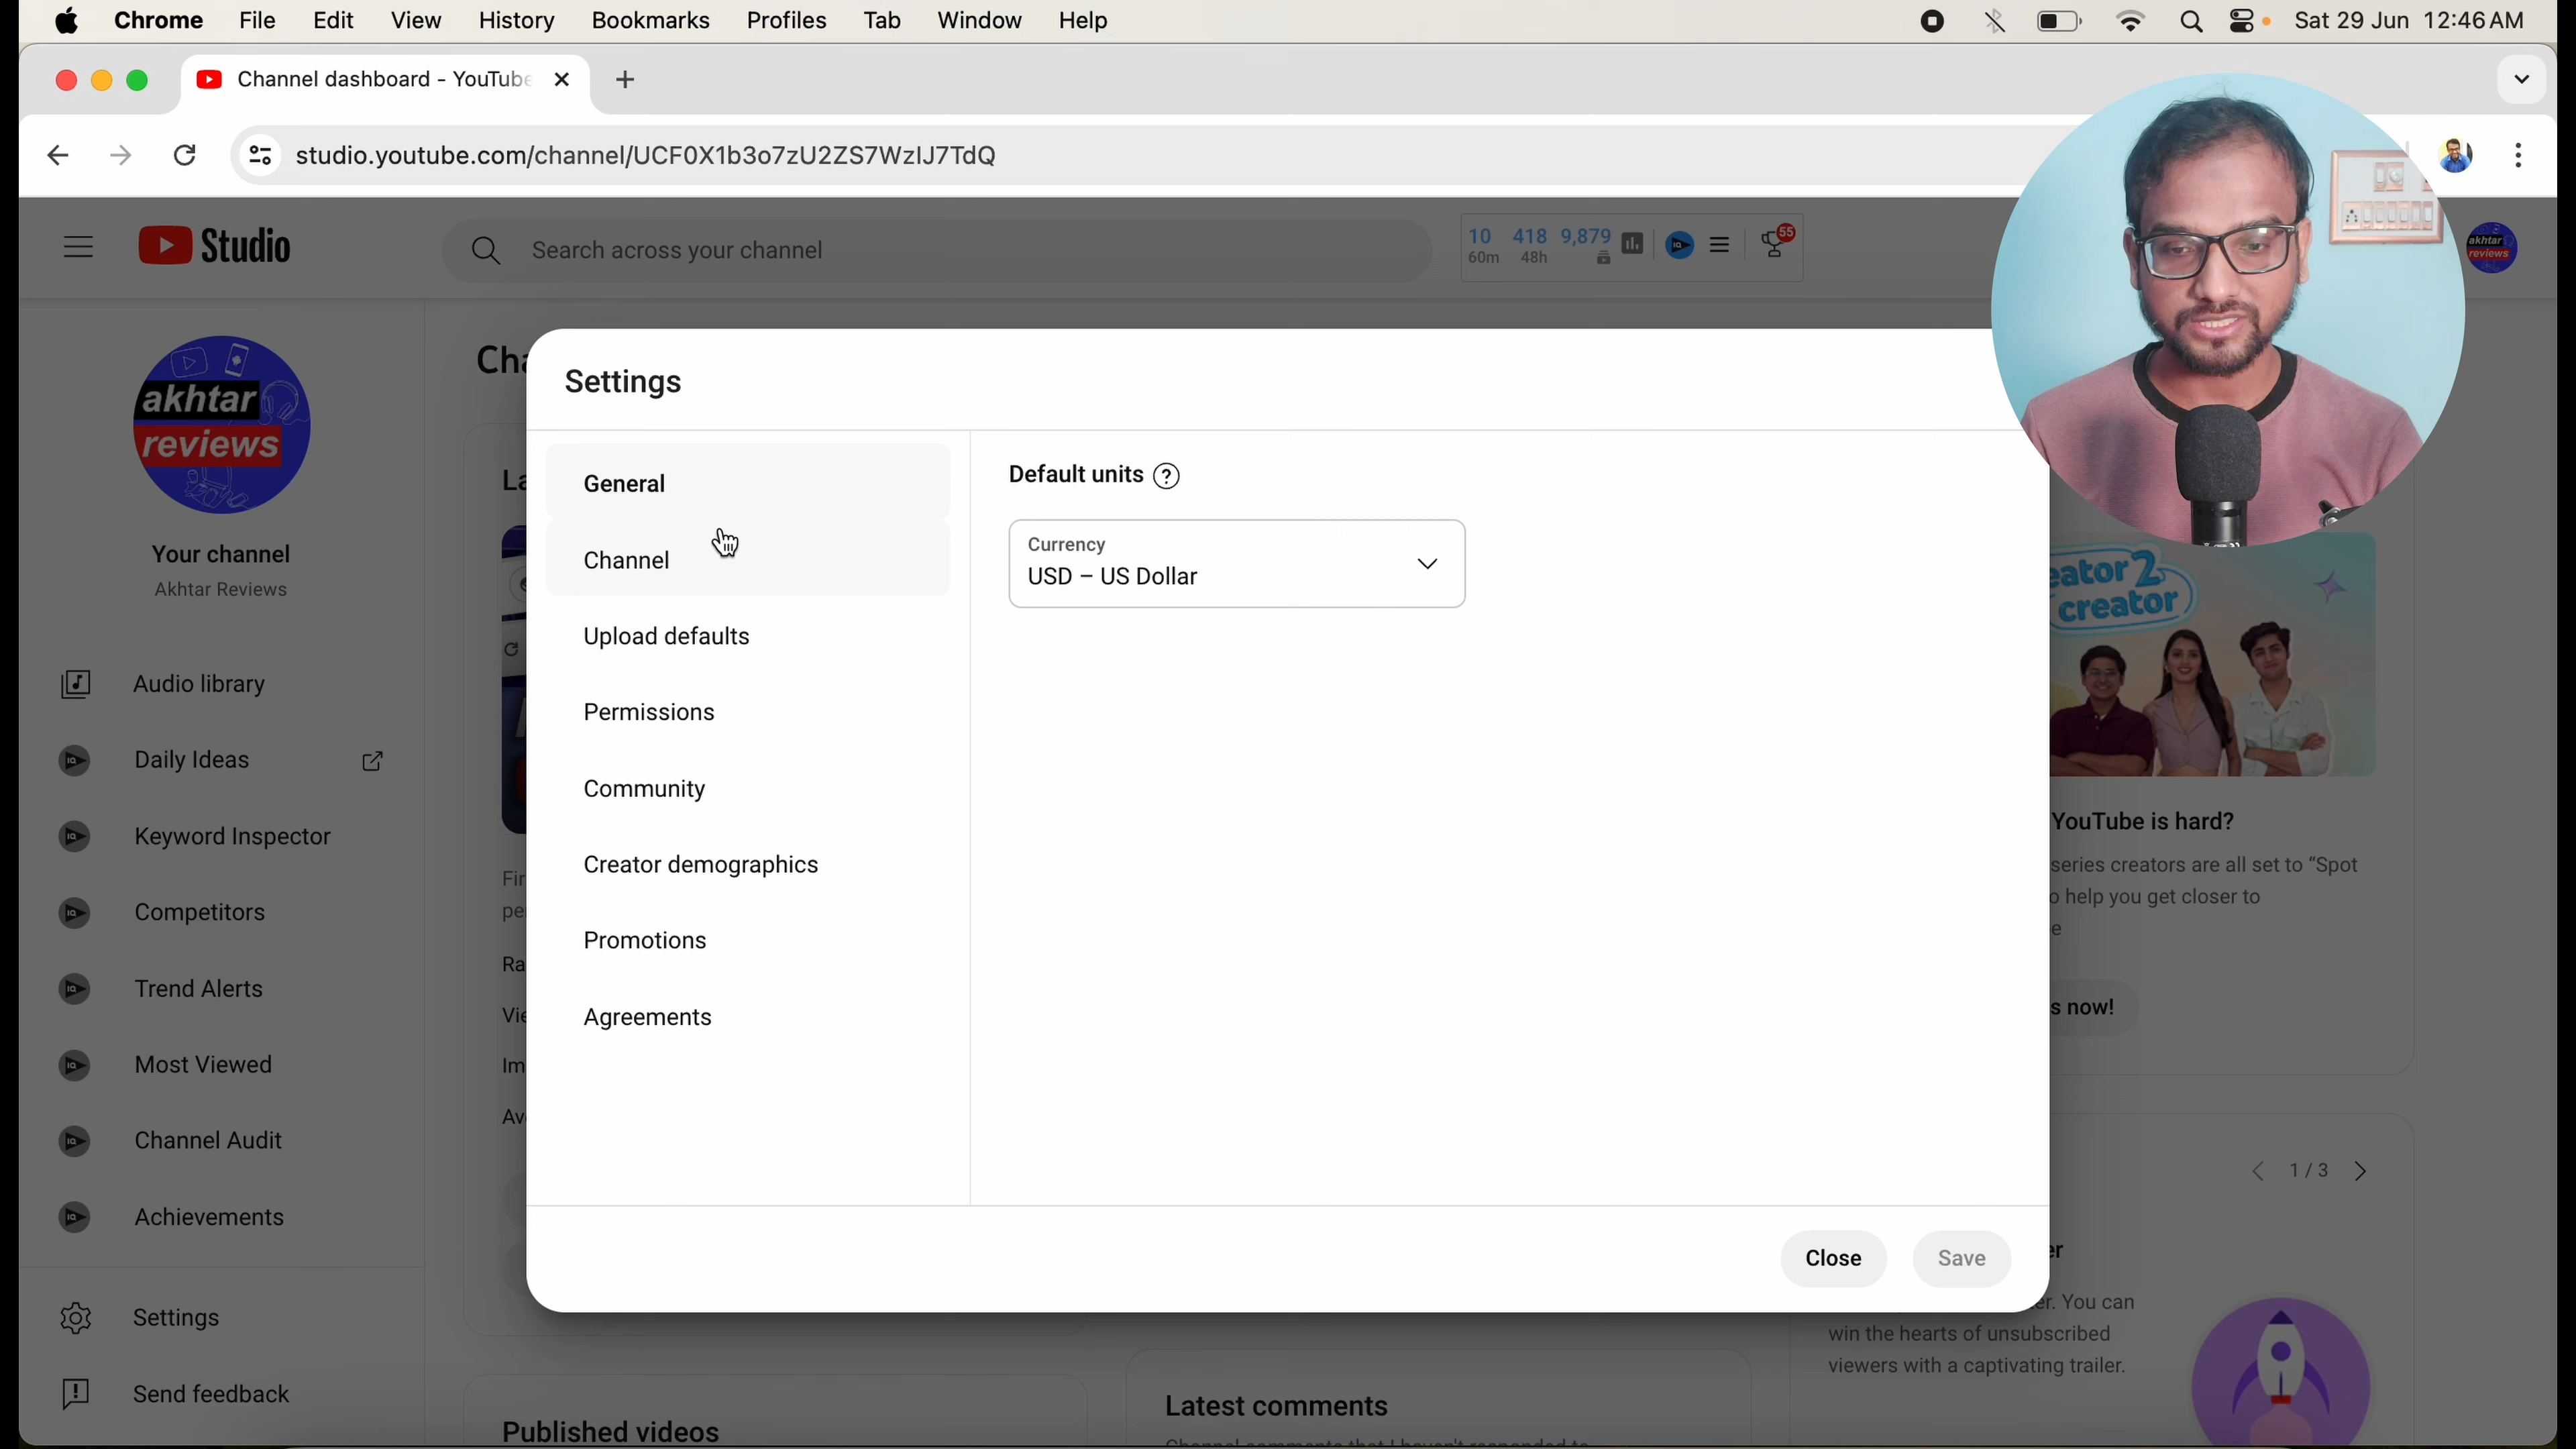 Chrome File Edit View History Bookmarks Profiles Tab Window Help
Sat 29 Jun 12:46 AM
Channel dashboard - YouTube
studio.youtube.com/channel/UCF0X1b3o7zU2ZS7WzIJ7TdQ
Studio
Search across your channel
10 418 9,879
60m 48h
55
akhtar
reviews
akhtar
reviews
Your channel
Akhtar Reviews
Audio library
Daily Ideas
Keyword Inspector
Competitors
Trend Alerts
Most Viewed
Channel Audit
Achievements
Settings
Send feedback
Settings
General
Channel
Upload defaults
Permissions
Community
Creator demographics
Promotions
Agreements
Default units
Currency
USD – US Dollar
Close
Save
creator
YouTube is hard?
series creators are all set to “Spot
help you get closer to
now!
1 / 3
You can
win the hearts of unsubscribed
viewers with a captivating trailer.
Published videos
Latest comments